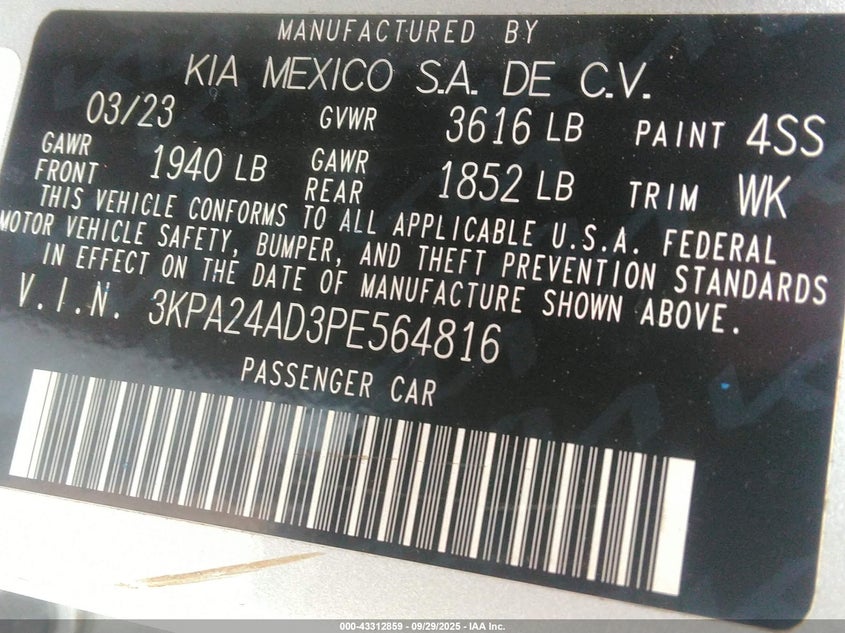 MANUFACTURED BY
KIA MEXICO S.A. DE C.V.
03/23 GVWR 3616 LB PAINT 4SS
GAWR FRONT 1940 LB GAWR REAR 1852 LB TRIM WK
THIS VEHICLE CONFORMS TO ALL APPLICABLE U.S.A. FEDERAL
MOTOR VEHICLE SAFETY, BUMPER, AND THEFT PREVENTION STANDARDS
IN EFFECT ON THE DATE OF MANUFACTURE SHOWN ABOVE.
V.I.N. 3KPA24AD3PE564816
PASSENGER CAR
000-43312859 - 09/29/2025 - IAA Inc.